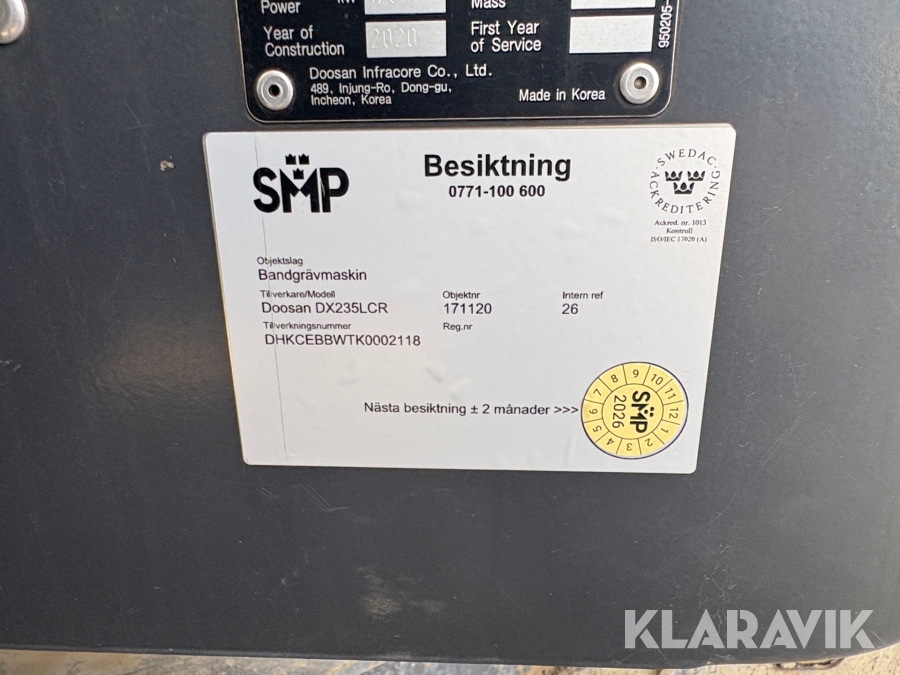 Power kW
Mass
Year of
Construction 2020
First Year
of Service
950205-
Doosan Infracore Co., Ltd.
489, Injung-Ro, Dong-gu,
Incheon, Korea
Made in Korea
SMP
Besiktning
0771-100 600
SWEDAC
ACKREDITERING
Ackred. nr. 1013
Kontroll
ISO/IEC 17020 (A)
Objektslag
Bandgrävmaskin
Tillverkare/Modell
Doosan DX235LCR
Objektnr
171120
Intern ref
26
Tillverkningsnummer
DHKCEBBWTK0002118
Reg.nr
Nästa besiktning ± 2 månader >>>
1 2 3 4 5 6 7 8 9 10 11 12
SMP
2026
KLARAVIK